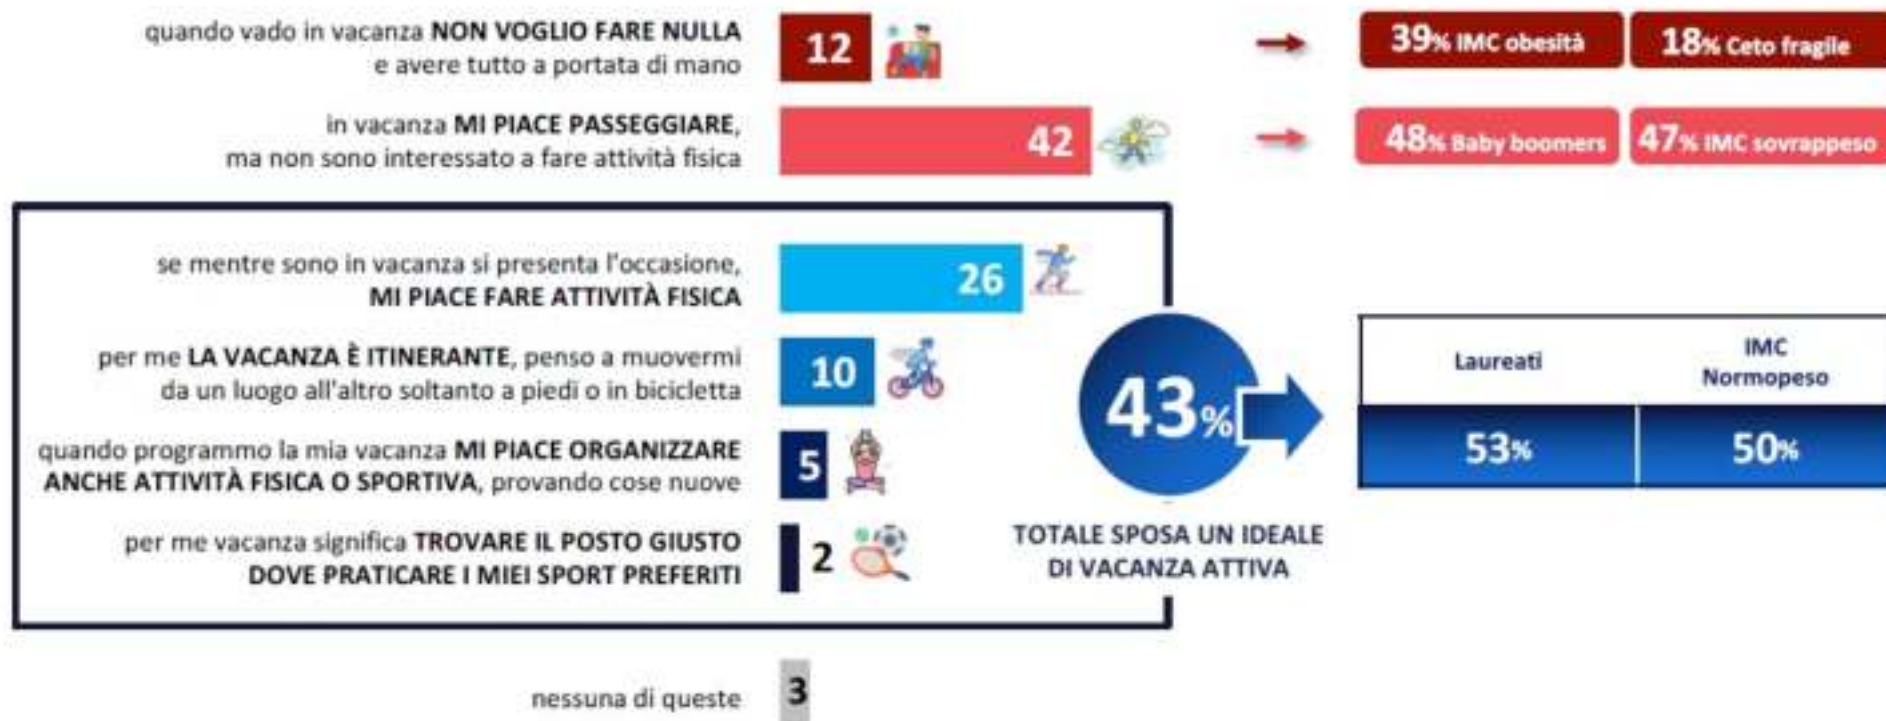 quando vado in vacanza NON VOGLIO FARE NULLA
e avere tutto a portata di mano
12
39% IMC obesità
18% Ceto fragile
in vacanza MI PIACE PASSEGGIARE,
ma non sono interessato a fare attività fisica
42
48% Baby boomers
47% IMC sovrappeso
se mentre sono in vacanza si presenta l'occasione,
MI PIACE FARE ATTIVITÀ FISICA
26
per me LA VACANZA È ITINERANTE, penso a muovermi
da un luogo all'altro soltanto a piedi o in bicicletta
10
quando programmo la mia vacanza MI PIACE ORGANIZZARE
ANCHE ATTIVITÀ FISICA O SPORTIVA, provando cose nuove
5
per me vacanza significa TROVARE IL POSTO GIUSTO
DOVE PRATICARE I MIEI SPORT PREFERITI
2
43%
TOTALE SPOSA UN IDEALE
DI VACANZA ATTIVA
Laureati
IMC
Normopeso
53%
50%
nessuna di queste
3